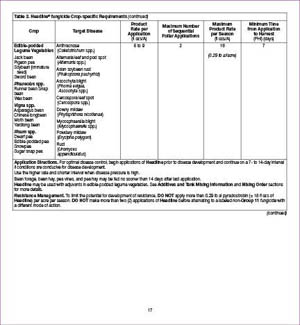 Table 3. Headline® fungicide Crop-specific Requirements (continued)
Crop
Target Disease
Product
Rate per
Application
(fl ozs/A)
Maximum Number
of Sequential
Foliar Applications
Maximum
Product Rate
per Season
(fl ozs/A)
Minimum Time
from Application
to Harvest
(PHI) (days)
Edible-podded
Legume Vegetables
Jack bean
Pigeon pea
Soybean (immature
seed)
Sword bean
Phaseolus spp.
Runner bean Snap
bean
Wax bean
Vigna spp.
Asparagus bean
Chinese longbean
Moth bean
Yardlong bean
Pisum spp.
Dwarf pea
Edible-podded pea
Snow pea
Sugar snap pea
Anthracnose
(Colletotrichum spp.)
Alternaria leaf and pod spot
(Alternaria spp.)
Asian soybean rust
(Phakopsora pachyrhizi)
Ascochyta blight
(Phoma exigua,
Ascochyta spp.)
Cercospora leaf spot
(Cercospora spp.)
Downy mildew
(Phytophthora nicotianae)
Mycosphaerella blight
(Mycosphaerella spp.)
Powdery mildew
(Erysiphe polygoni)
Rust
(Uromyces
appendiculatus)
6 to 9
2
18
(0.29 lb ai/acre)
7
Application Directions. For optimal disease control, begin applications of Headline prior to disease development and continue on a 7- to 14-day interval
if conditions are conducive for disease development.
Use the higher rate and shorter interval when disease pressure is high.
Bean forage, bean hay, pea vines, and pea hay may be fed no sooner than 14 days after last application.
Headline may be used with adjuvants in edible-podded legume vegetables. See Additives and Tank Mixing Information and Mixing Order sections
for more details.
Resistance Management. To limit the potential for development of resistance, DO NOT apply more than 0.29 lb ai pyraclostrobin (18 fl ozs of
Headline) per acre per season. DO NOT make more than two (2) applications of Headline before alternating to a labeled non-Group 11 fungicide with
a different mode of action.
(continued)
17